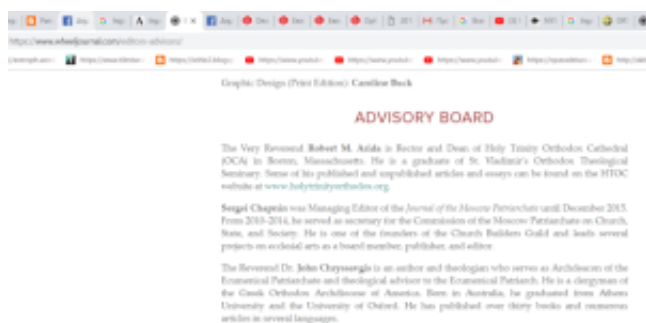 https://www.wheeljournal.com/editors-advisors/
Graphic Design (Print Edition): Caroline Buck
ADVISORY BOARD
The Very Reverend Robert M. Arida is Rector and Dean of Holy Trinity Orthodox Cathedral
(OCA) in Boston, Massachusetts. He is a graduate of St. Vladimir's Orthodox Theological
Seminary. Some of his published and unpublished articles and essays can be found on the HTOC
website at www.holytrinityorthodox.org.
Sergei Chapnin was Managing Editor of the Journal of the Moscow Patriarchate until December 2015.
From 2010-2014, he served as secretary for the Commission of the Moscow Patriarchate on Church,
State, and Society. He is one of the founders of the Church Builders Guild and leads several
projects on ecclesial arts as a board member, publisher, and editor.
The Reverend Dr. John Chryssavgis is an author and theologian who serves as Archdeacon of the
Ecumenical Patriarchate and theological advisor to the Ecumenical Patriarch. He is a clergyman of
the Greek Orthodox Archdiocese of America. Born in Australia, he graduated from Athens
University and the University of Oxford. He has published over thirty books and numerous
articles in several languages.